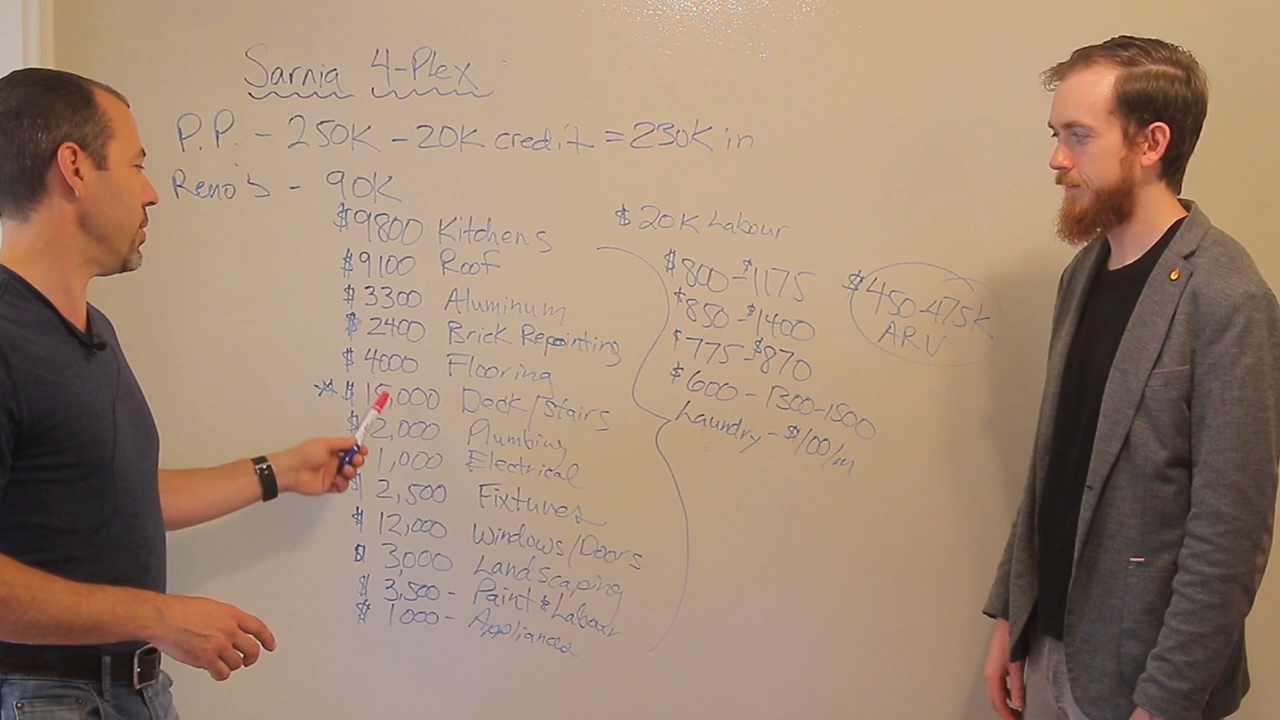 Sarnia 4-Plex
P.P. - 250K - 20K credit = 230K in
Reno's - 90K
$9800 Kitchens
$9100 Roof
$3300 Aluminum
$2400 Brick Repointing
$4000 Flooring
* $15,000 Deck/Stairs
$2,000 Plumbing
1,000 Electrical
$2,500 Fixtures
$12,000 Windows/Doors
$3,000 Landscaping
$3,500 - Paint & Labour
$1000 - Appliances
$20K Labour
$800 - $1175
$850 - $1400
$775 - $870
$600 - 1300-1500
Laundry - $100/m
$450-475K
ARV